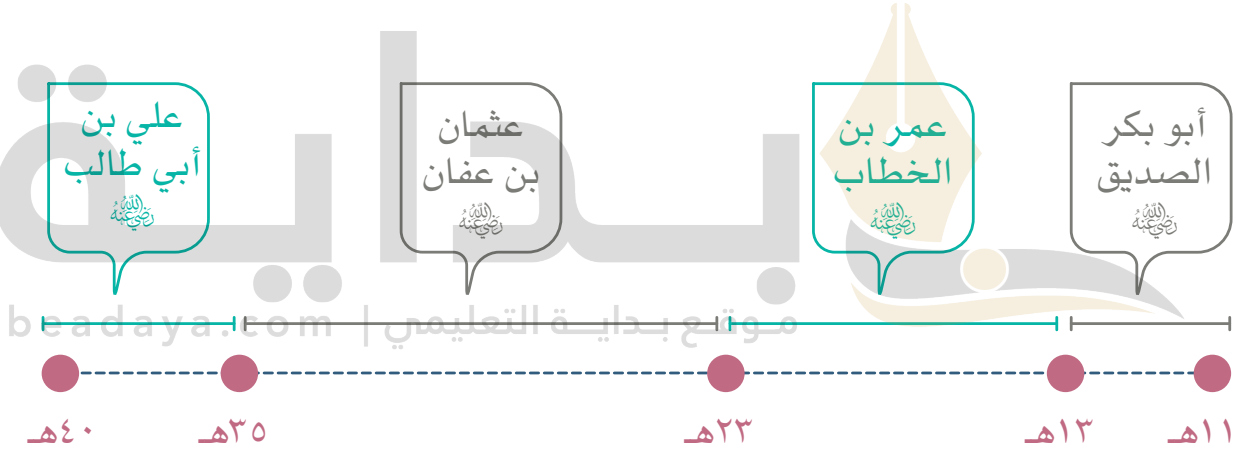 أبو بكر
الصديق
رضي الله عنه
عمر بن
الخطاب
رضي الله عنه
عثمان
بن عفان
رضي الله عنه
علي بن
أبي طالب
رضي الله عنه
بداية
موقع بداية التعليمي | beadaya.com
١١هـ
١٣هـ
٢٣هـ
٣٥هـ
٤٠هـ